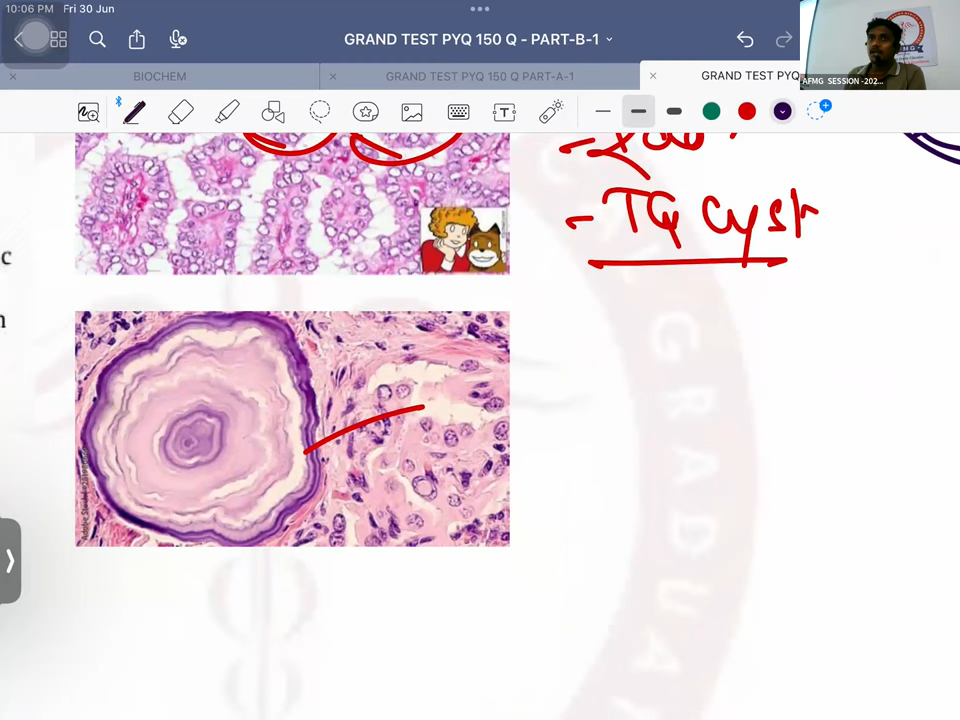 10:06 PM Fri 30 Jun
GRAND TEST PYQ 150 Q - PART-B-1
AFMG SESSION -202...
BIOCHEM
GRAND TEST PYQ 150 Q PART-A-1
GRAND TEST PYQ
T
- TG Cyst
c
GRADUA